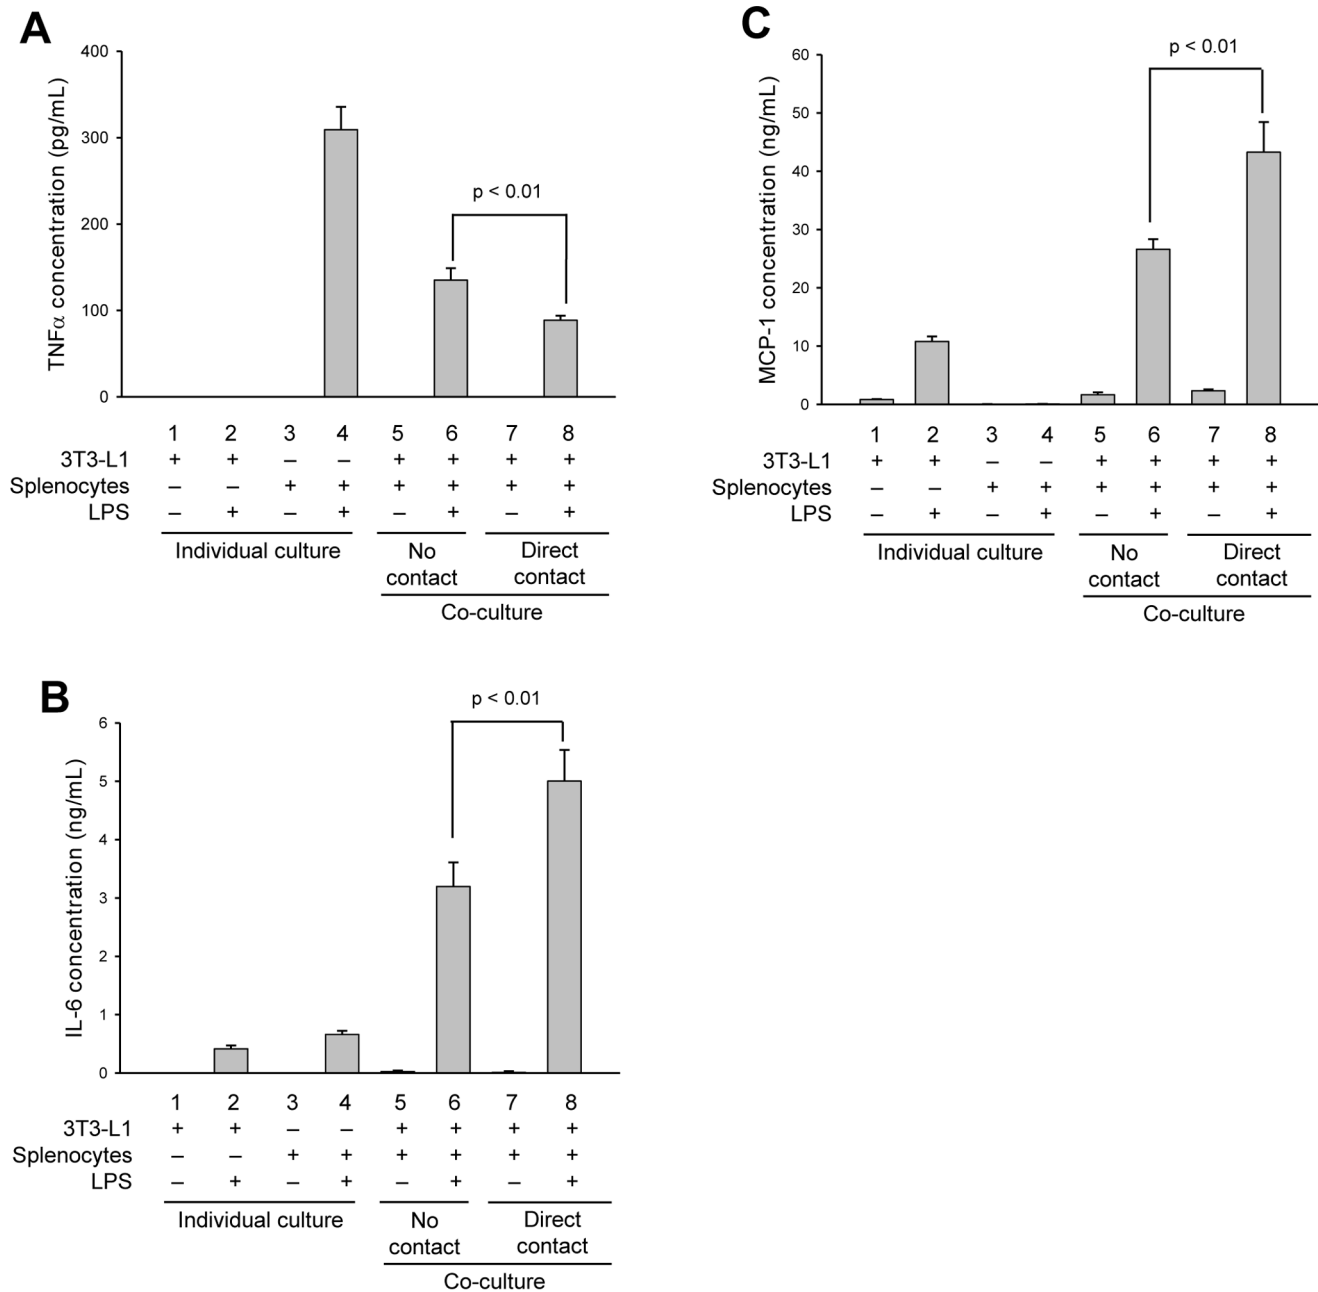 A
TNFα concentration (pg/mL)
400
300
200
100
0
p < 0.01
1 2 3 4 5 6 7 8
3T3-L1 + + – – + + + +
Splenocytes – – + + + + + +
LPS – + – + – + – +
Individual culture
No contact
Direct contact
Co-culture
C
MCP-1 concentration (ng/mL)
60
50
40
30
20
10
0
p < 0.01
1 2 3 4 5 6 7 8
3T3-L1 + + – – + + + +
Splenocytes – – + + + + + +
LPS – + – + – + – +
Individual culture
No contact
Direct contact
Co-culture
B
IL-6 concentration (ng/mL)
6
5
4
3
2
1
0
p < 0.01
1 2 3 4 5 6 7 8
3T3-L1 + + – – + + + +
Splenocytes – – + + + + + +
LPS – + – + – + – +
Individual culture
No contact
Direct contact
Co-culture